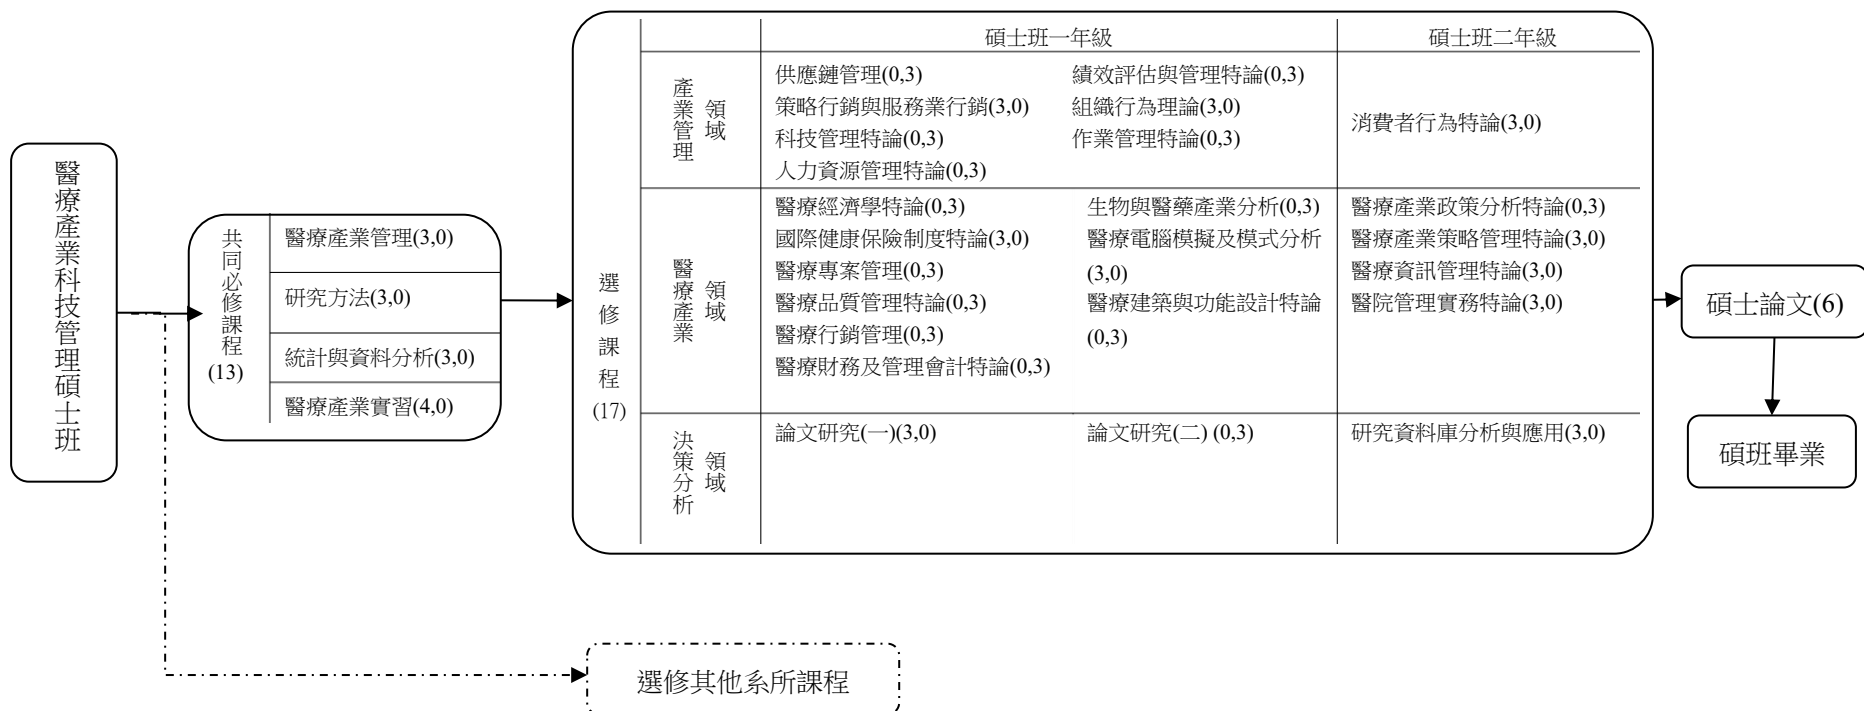 醫療產業科技管理碩士班
共同必修課程
(13)
醫療產業管理(3,0)
研究方法(3,0)
統計與資料分析(3,0)
醫療產業實習(4,0)
選修課程
(17)
碩士班一年級
碩士班二年級
產業管理
領域
供應鏈管理(0,3)
策略行銷與服務業行銷(3,0)
科技管理特論(0,3)
人力資源管理特論(0,3)
績效評估與管理特論(0,3)
組織行為理論(3,0)
作業管理特論(0,3)
消費者行為特論(3,0)
醫療產業
領域
醫療經濟學特論(0,3)
國際健康保險制度特論(3,0)
醫療專案管理(0,3)
醫療品質管理特論(0,3)
醫療行銷管理(0,3)
醫療財務及管理會計特論(0,3)
生物與醫藥產業分析(0,3)
醫療電腦模擬及模式分析
(3,0)
醫療建築與功能設計特論
(0,3)
醫療產業政策分析特論(0,3)
醫療產業策略管理特論(3,0)
醫療資訊管理特論(3,0)
醫院管理實務特論(3,0)
決策分析
領域
論文研究(一)(3,0)
論文研究(二) (0,3)
研究資料庫分析與應用(3,0)
碩士論文(6)
碩班畢業
選修其他系所課程